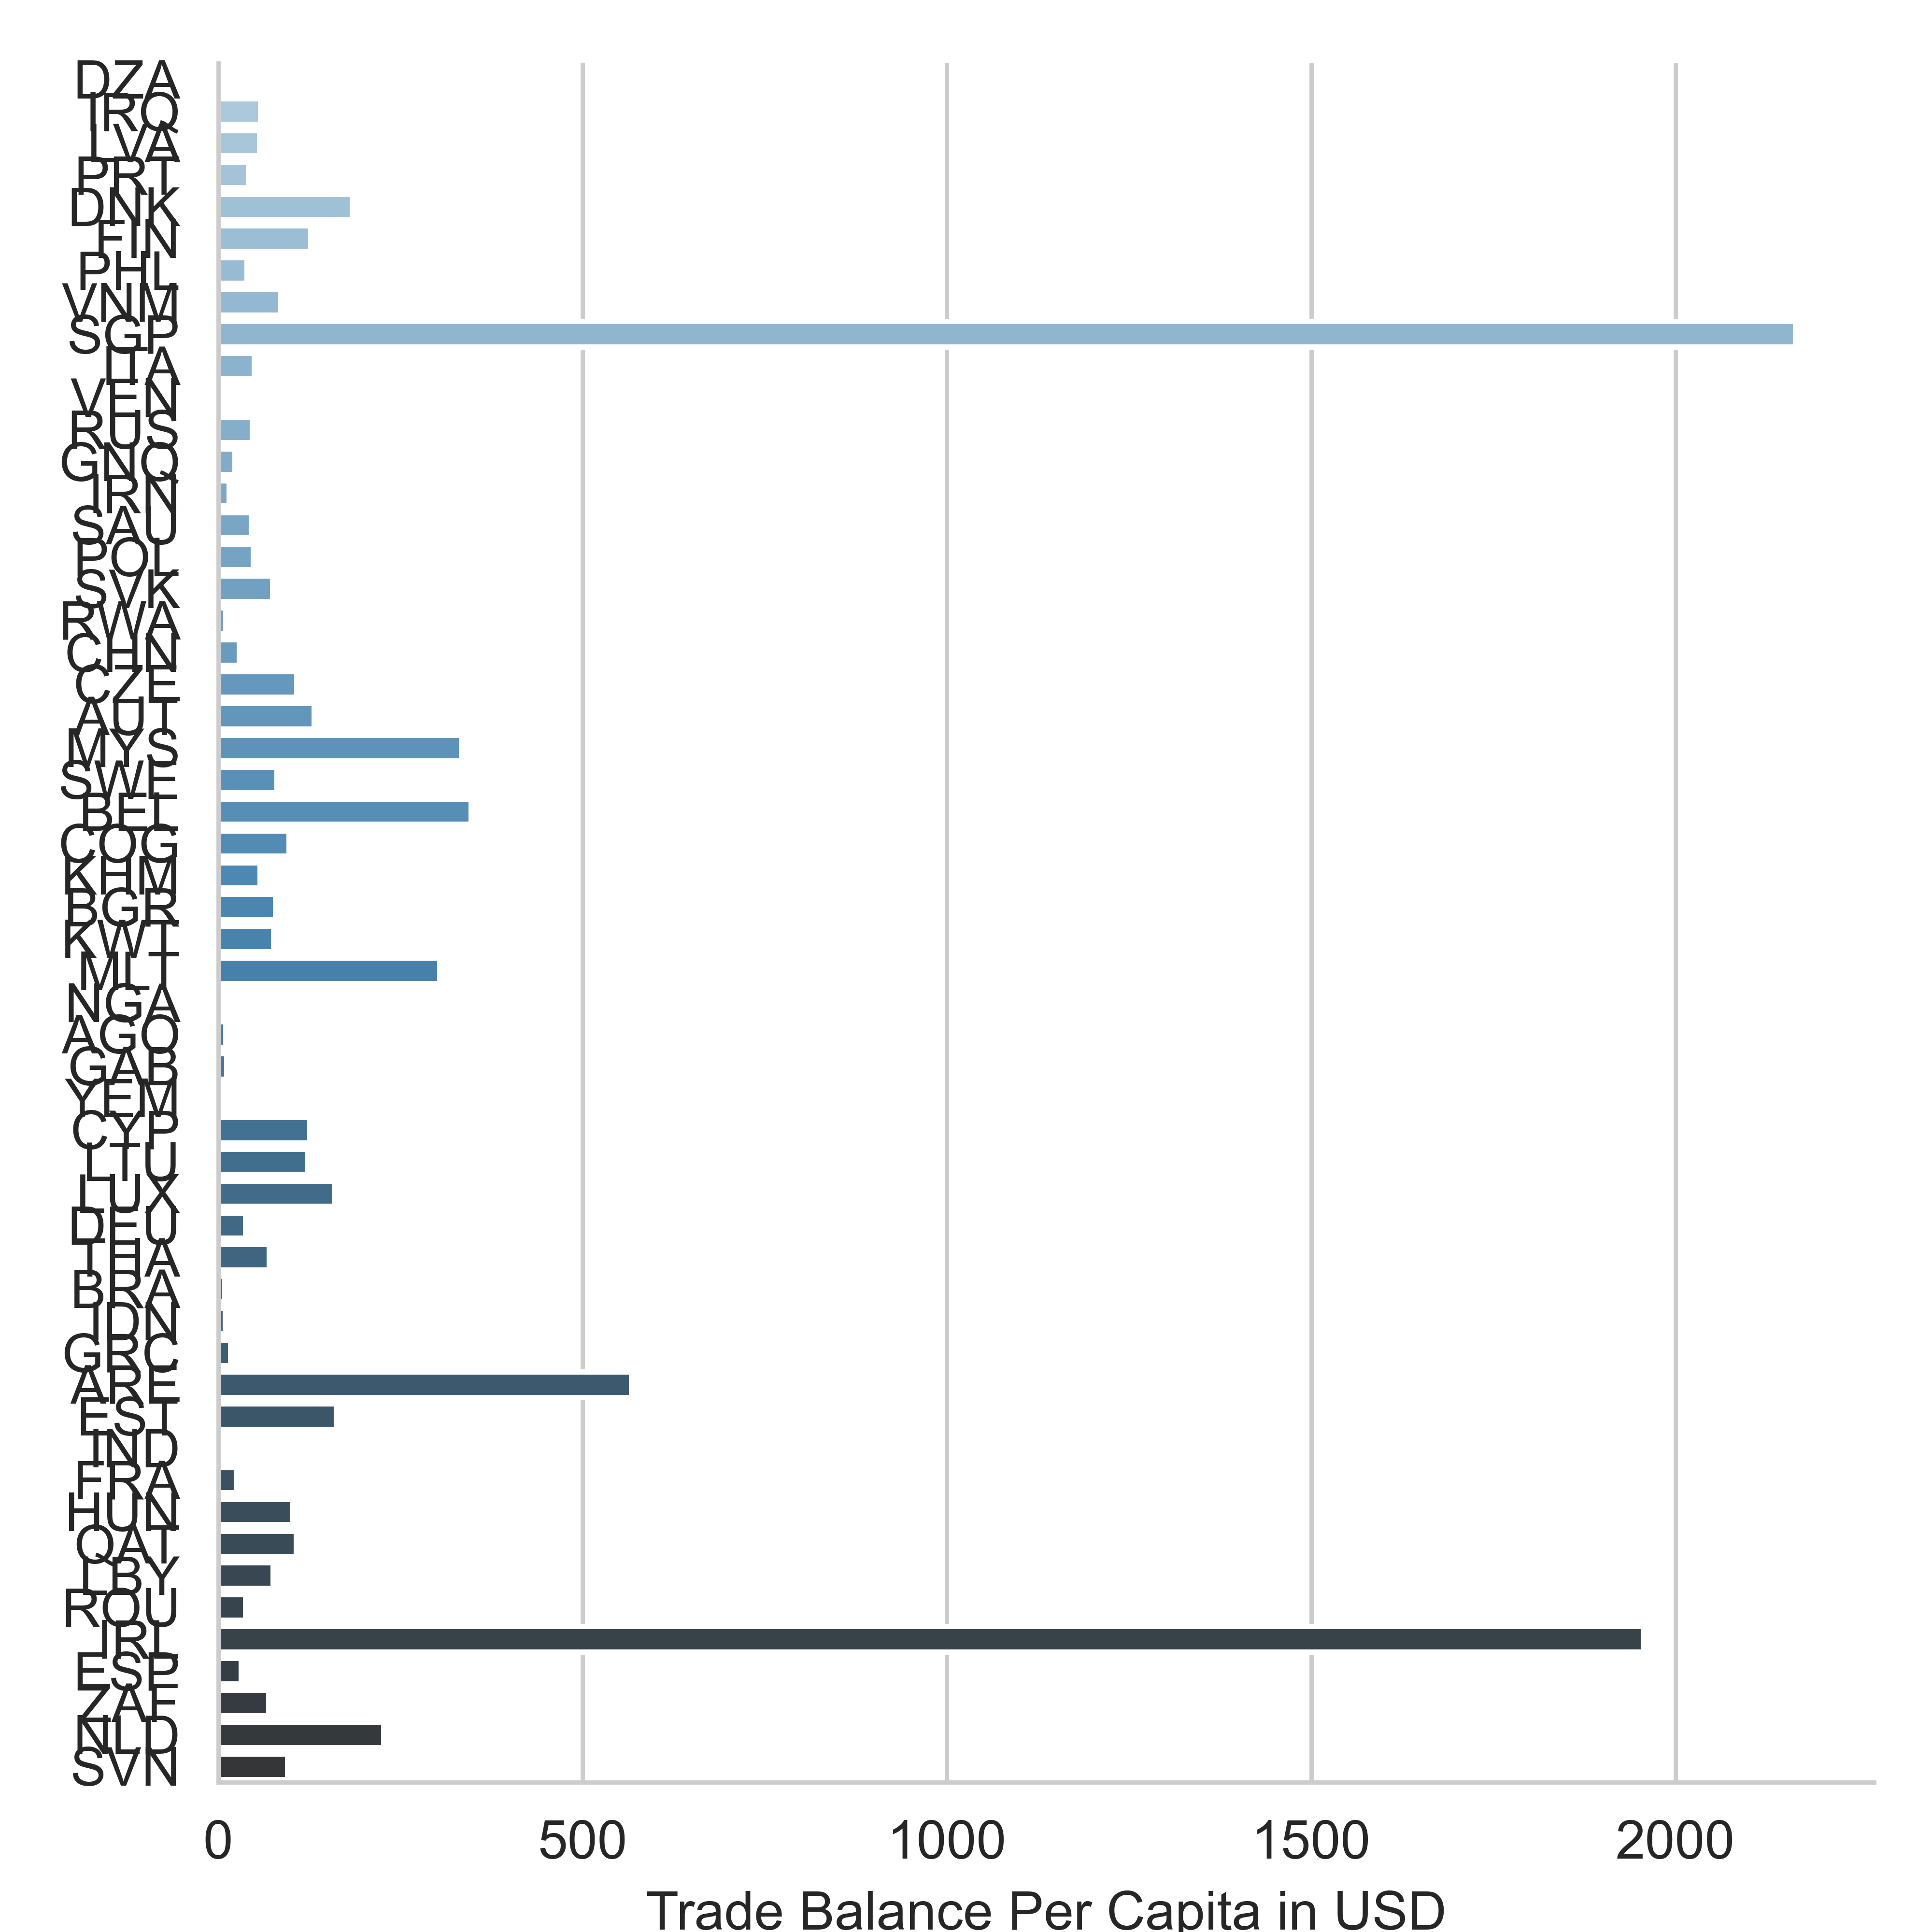 DZA
IRQ
LVA
PRT
DNK
FIN
PHL
VNM
SGP
ITA
VEN
RUS
GNQ
IRN
SAU
POL
SVK
RWA
CHN
CZE
AUT
MYS
SWE
BEL
COG
KHM
BGR
KWT
MLT
NGA
AGO
GAB
YEM
CYP
LTU
LUX
DEU
THA
BRA
IDN
GRC
ARE
EST
IND
FRA
HUN
QAT
LBY
ROU
IRL
ESP
ZAF
NLD
SVN
0 500 1000 1500 2000
Trade Balance Per Capita in USD